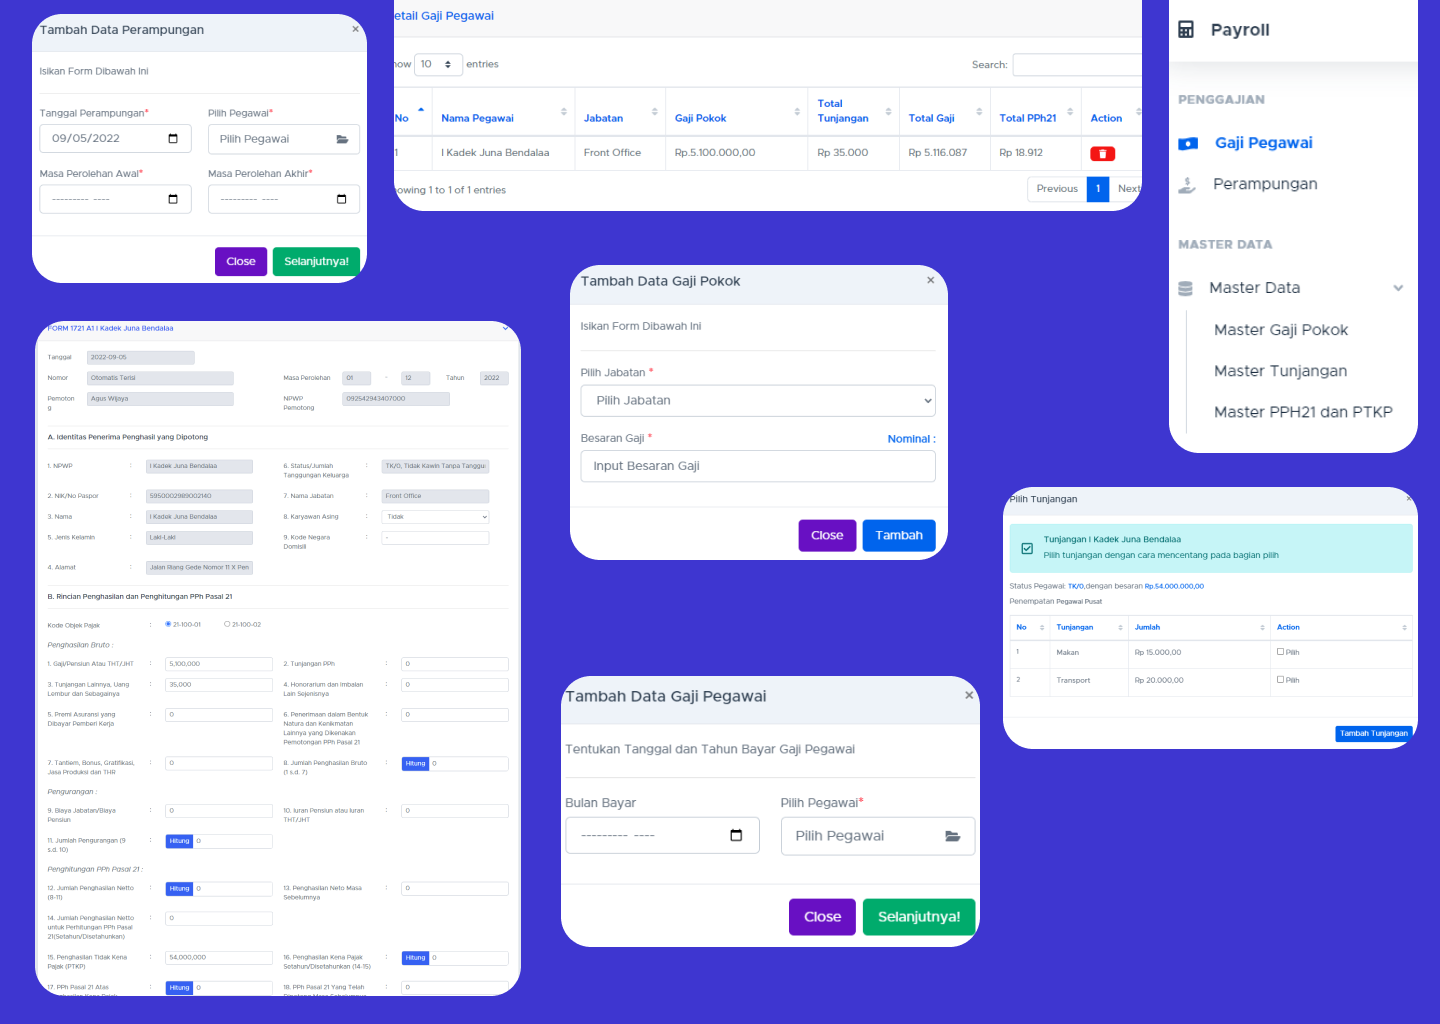 Tambah Data Perampungan ×
Isikan Form Dibawah Ini
Tanggal Perampungan* Pilih Pegawai*
09/05/2022 Pilih Pegawai
Masa Perolehan Awal* Masa Perolehan Akhir*
--------- ---- --------- ----
Close Selanjutnya!
etail Gaji Pegawai
ow 10 entries Search:
No Nama Pegawai Jabatan Gaji Pokok Total Tunjangan Total Gaji Total PPh21 Action
1 I Kadek Juna Bendalaa Front Office Rp.5.100.000,00 Rp 35.000 Rp 5.116.087 Rp 18.912
owing 1 to 1 of 1 entries Previous 1 Next
Payroll
PENGGAJIAN
Gaji Pegawai
Perampungan
MASTER DATA
Master Data
Master Gaji Pokok
Master Tunjangan
Master PPH21 dan PTKP
Tambah Data Gaji Pokok ×
Isikan Form Dibawah Ini
Pilih Jabatan *
Pilih Jabatan
Besaran Gaji * Nominal :
Input Besaran Gaji
Close Tambah
FORM 1721 A1 I Kadek Juna Bendalaa
Tanggal 2022-09-05
Nomor Otomatis Terisi Masa Perolehan 01 - 12 Tahun 2022
Pemoton
g Agus Wijaya NPWP
Pemotong 092542943407000
A. Identitas Penerima Penghasil yang Dipotong
1. NPWP : I Kadek Juna Bendalaa 6. Status/Jumlah
Tanggungan Keluarga : TK/0, Tidak Kawin Tanpa Tanggu
2. NIK/No Paspor : 5950002989002140 7. Nama Jabatan : Front Office
3. Nama : I Kadek Juna Bendalaa 8. Karyawan Asing : Tidak
5. Jenis Kelamin : Laki-Laki 9. Kode Negara
Domisili : -
4. Alamat : Jalan Riang Gede Nomor 11 X Pen
B. Rincian Penghasilan dan Penghitungan PPh Pasal 21
Kode Objek Pajak : 21-100-01 21-100-02
Penghasilan Bruto :
1. Gaji/Pensiun Atau THT/JHT : 5,100,000 2. Tunjangan PPh : 0
3. Tunjangan Lainnya, Uang
Lembur dan Sebagainya : 35,000 4. Honorarium dan Imbalan
Lain Sejenisnya : 0
5. Premi Asuransi yang
Dibayar Pemberi Kerja : 0 6. Penerimaan dalam Bentuk
Natura dan Kenikmatan
Lainnya yang Dikenakan
Pemotongan PPh Pasal 21 : 0
7. Tantiem, Bonus, Gratifikasi,
Jasa Produksi dan THR : 0 8. Jumlah Penghasilan Bruto
(1 s.d. 7) : Hitung 0
Pengurangan :
9. Biaya Jabatan/Biaya
Pensiun : 0 10. Iuran Pensiun atau Iuran
THT/JHT : 0
11. Jumlah Pengurangan (9
s.d. 10) : Hitung 0
Penghitungan PPh Pasal 21 :
12. Jumlah Penghasilan Netto
(8-11) : Hitung 0 13. Penghasilan Neto Masa
Sebelumnya : 0
14. Jumlah Penghasilan Netto
untuk Perhitungan PPh Pasal
21(Setahun/Disetahunkan) : 0
15. Penghasilan Tidak Kena
Pajak (PTKP) : 54,000,000 16. Penghasilan Kena Pajak
Setahun/Disetahunkan (14-15) : Hitung 0
17. PPh Pasal 21 Atas : Hitung 0 18. PPh Pasal 21 Yang Telah : 0
Pilih Tunjangan ×
Tunjangan I Kadek Juna Bendalaa
Pilih tunjangan dengan cara mencentang pada bagian pilih
Status Pegawai: TK/0,dengan besaran Rp.54.000.000,00
Penempatan Pegawai Pusat
No Tunjangan Jumlah Action
1 Makan Rp 15.000,00 Pilih
2 Transport Rp 20.000,00 Pilih
Tambah Tunjangan
Tambah Data Gaji Pegawai ×
Tentukan Tanggal dan Tahun Bayar Gaji Pegawai
Bulan Bayar Pilih Pegawai*
--------- ---- Pilih Pegawai
Close Selanjutnya!